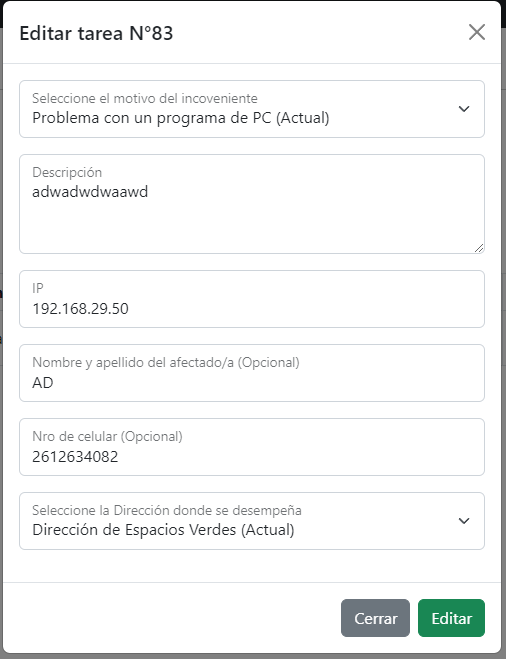 Editar tarea N°83
Seleccione el motivo del incoveniente
Problema con un programa de PC (Actual)
Descripción
adwadwdwaawd
IP
192.168.29.50
Nombre y apellido del afectado/a (Opcional)
AD
Nro de celular (Opcional)
2612634082
Seleccione la Dirección donde se desempeña
Dirección de Espacios Verdes (Actual)
Cerrar Editar